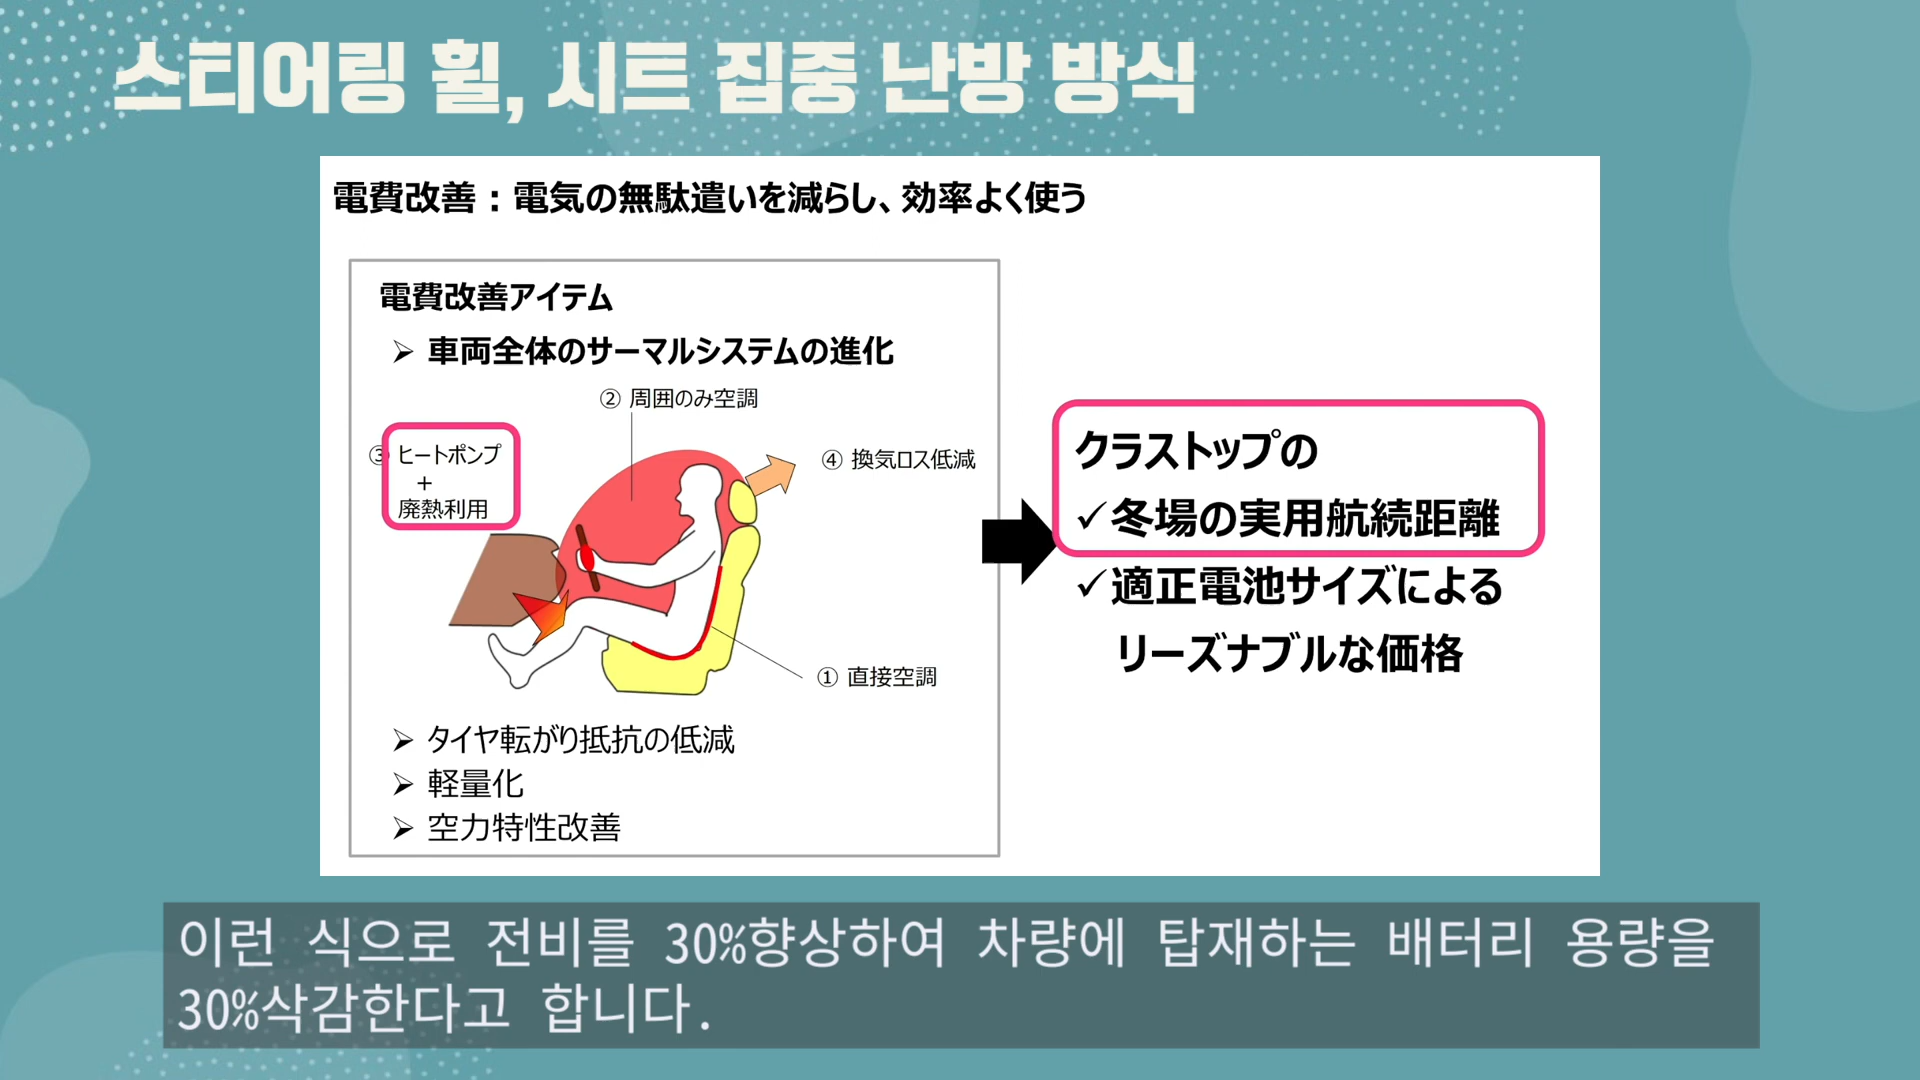 스티어링 휠, 시트 집중 난방 방식
電費改善：電気の無駄遣いを減らし、効率よく使う
電費改善アイテム
➢ 車両全体のサーマルシステムの進化
② 周囲のみ空調
③ ヒートポンプ
+
廃熱利用
④ 換気ロス低減
① 直接空調
➢ タイヤ転がり抵抗の低減
➢ 軽量化
➢ 空力特性改善
クラストップの
✓冬場の実用航続距離
✓適正電池サイズによる
リーズナブルな価格
이런 식으로 전비를 30%향상하여 차량에 탑재하는 배터리 용량을
30%삭감한다고 합니다.